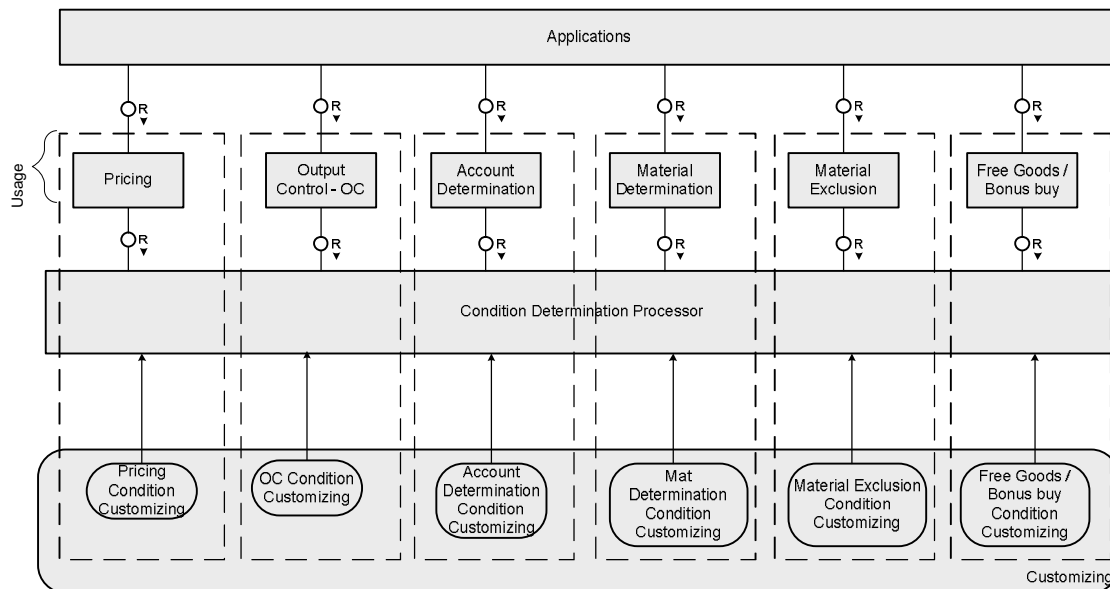 Applications
R
R
R
R
R
R
Usage
Pricing
Output
Control - OC
Account
Determination
Material
Determination
Material
Exclusion
Free Goods /
Bonus buy
R
R
R
R
R
R
Condition Determination Processor
Pricing
Condition
Customizing
OC Condition
Customizing
Account
Determination
Condition
Customizing
Mat
Determination
Condition
Customizing
Material Exclusion
Condition
Customizing
Free Goods /
Bonus buy
Condition
Customizing
Customizing